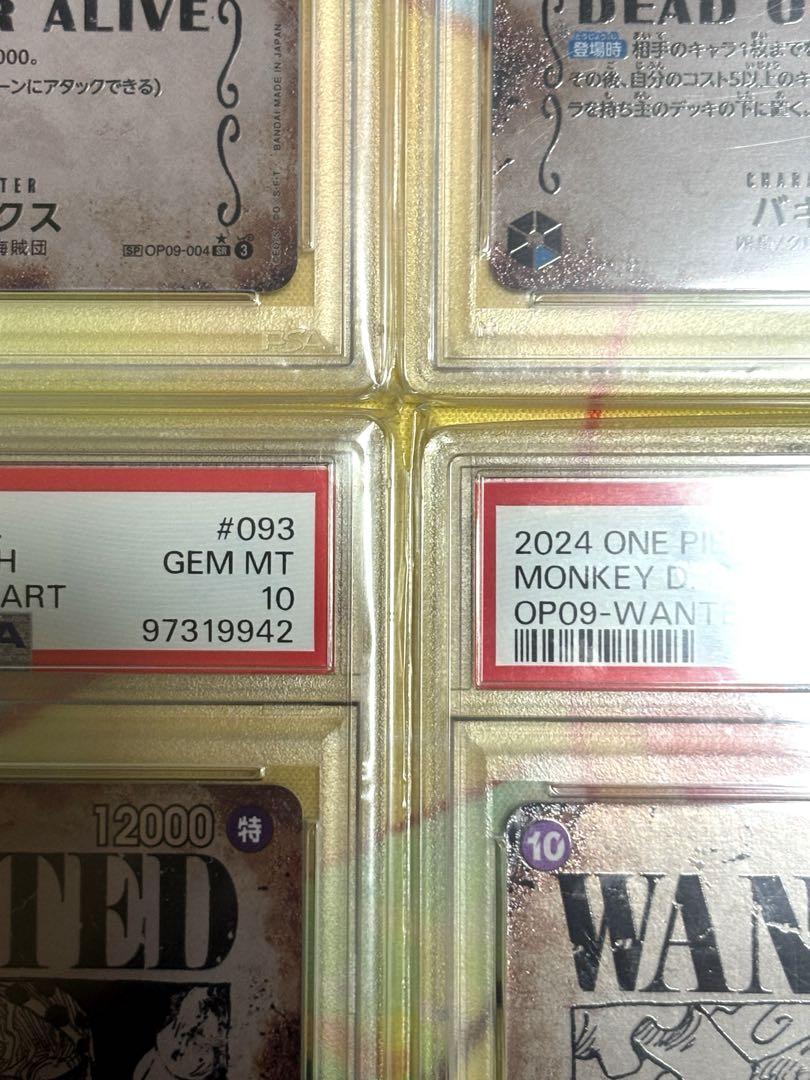 R ALIVE
000。
ーンにアタックできる)
BANDAI MADE IN JAPAN
TER
クス
海賊団
SP OP09-004 SR 3
DEAD O
登場時 相手のキャラ1枚までを
その後、自分のコスト5以上のキ
ラを持ち主のデッキの下に置く。
CHARA
バギ
PSA
#093
H GEM MT
ART 10
A 97319942
2024 ONE PIE
MONKEY D.
OP09-WANTE
12000 特
TED
10
WAN